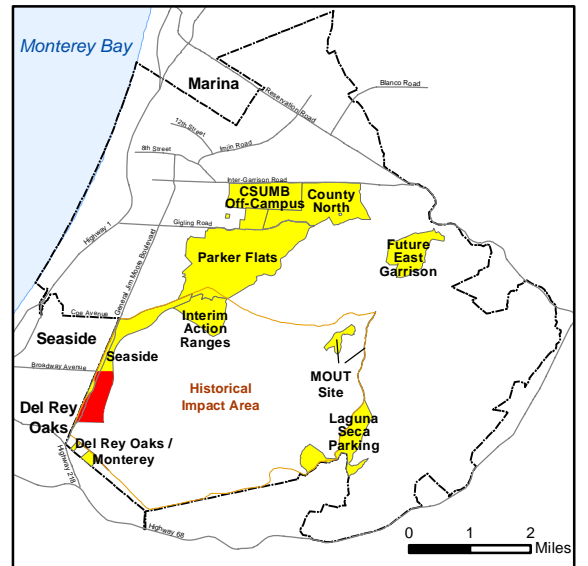 Monterey Bay
Marina
Blanco Road
Reservation Road
12th Street
Imjin Road
8th Street
Inter-Garrison Road
CSUMB
Off-Campus
County
North
Highway 1
Gigling Road
General Jim Moore Boulevard
Parker Flats
Future
East
Garrison
Coe Avenue
Interim
Action
Ranges
Seaside
Seaside
Broadway Avenue
MOUT
Site
Historical
Impact Area
Del Rey
Oaks
Laguna
Seca
Parking
Del Rey Oaks /
Monterey
Highway 218
Highway 68
0 1 2
Miles